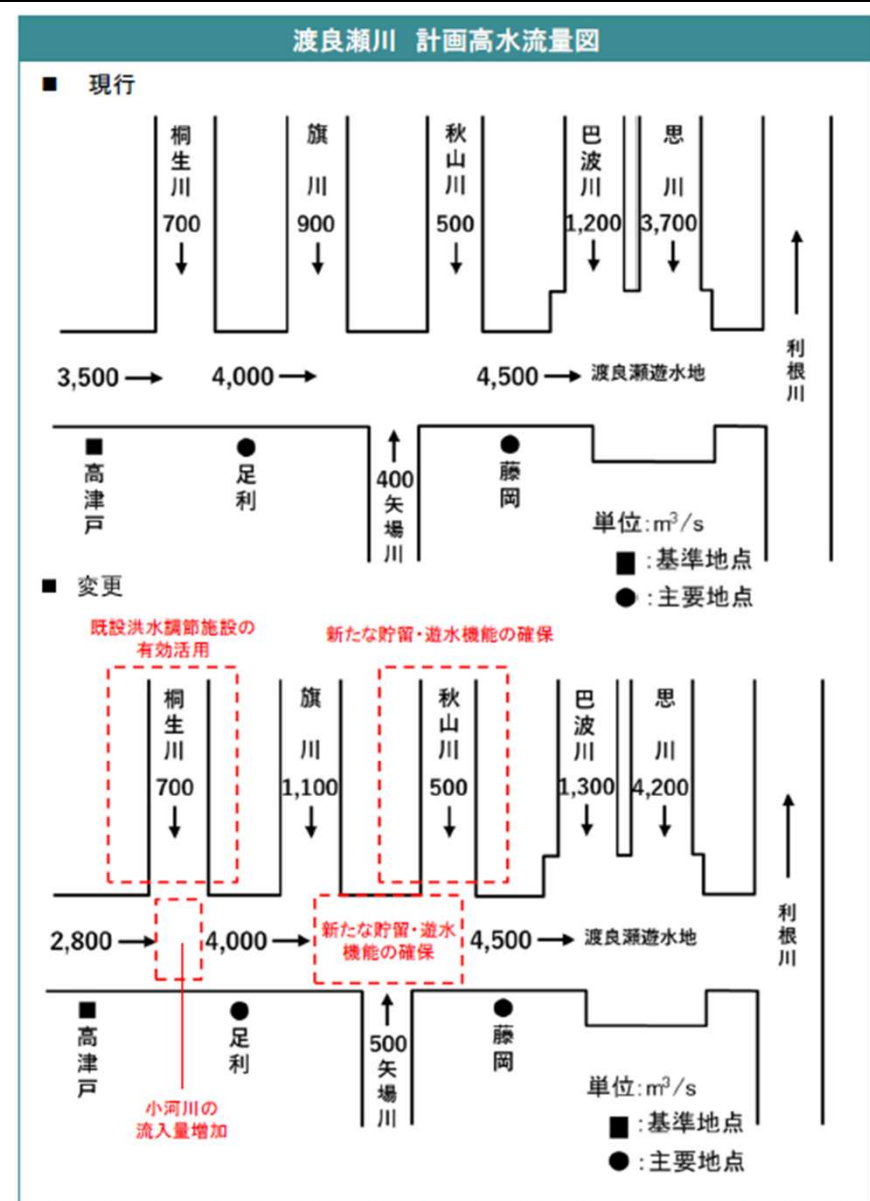 渡良瀬川 計画高水流量図
■ 現行
桐生川
700
旗川
900
秋山川
500
巴波川
1,200
思川
3,700
利根川
3,500
4,000
4,500
渡良瀬遊水地
高津戸
足利
400
矢場川
藤岡
単位:m³/s
■:基準地点
●:主要地点
■ 変更
既設洪水調節施設の
有効活用
新たな貯留・遊水機能の確保
桐生川
700
旗川
1,100
秋山川
500
巴波川
1,300
思川
4,200
利根川
2,800
4,000
新たな貯留・遊水
機能の確保
4,500
渡良瀬遊水地
高津戸
足利
500
矢場川
藤岡
小河川の
流入量増加
単位:m³/s
■:基準地点
●:主要地点